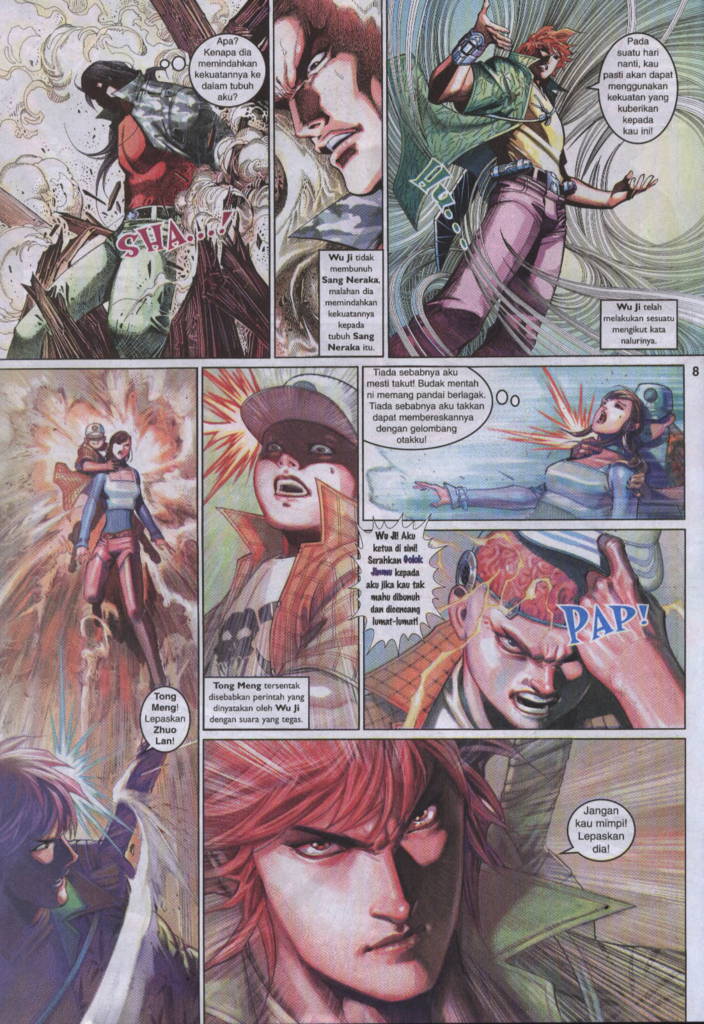 Apa?
Kenapa dia
memindahkan
kekuatannya ke
dalam tubuh
aku?
SHA...!
Wu Ji tidak
membunuh
Sang Neraka,
malahan dia
memindahkan
kekuatannya
kepada
tubuh Sang
Neraka itu.
Pada
suatu hari
nanti, kau
pasti akan dapat
menggunakan
kekuatan yang
kuberikan
kepada
kau ini!
HU...
Wu Ji telah
melakukan sesuatu
mengikut kata
nalurinya.
8
Tong
Meng!
Lepaskan
Zhuo
Lan!
Tong Meng tersentak
disebabkan perintah yang
dinyatakan oleh Wu Ji
dengan suara yang tegas.
Tiada sebabnya aku
mesti takut! Budak mentah
ni memang pandai berlagak.
Tiada sebabnya aku takkan
dapat membereskannya
dengan gelombang
otakku!
Wu Ji! Aku
ketua di sini!
Serahkan Golok
Jinwu kepada
aku jika kau tak
mahu dibunuh
dan dicencang
lumat-lumat!
PAP!
Jangan
kau mimpi!
Lepaskan
dia!